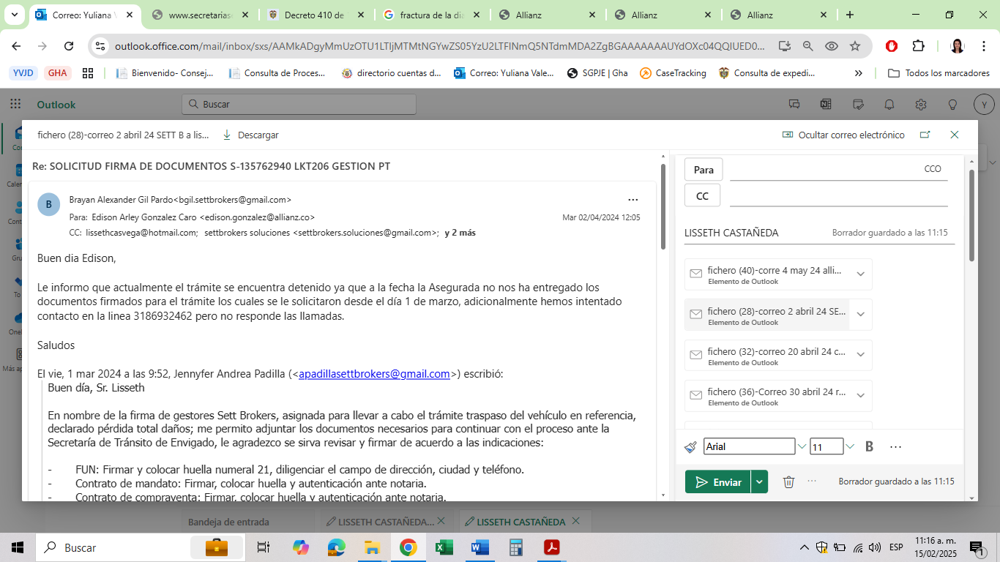 Correo: Yuliana V
www.secretarias
Decreto 410 de
fractura de la dia
Allianz
Allianz
Allianz
outlook.office.com/mail/inbox/sxs/
YVJD
GHA
Bienvenido- Consej...
Consulta de Proces...
directorio cuentas d...
Correo: Yuliana Vale...
SGPJE | Gha
CaseTracking
Consulta de expedi...
Todos los marcadores
Outlook
Buscar
Y
fichero (28)-correo 2 abril 24 SETT B a lis...
Descargar
Ocultar correo electrónico
Re: SOLICITUD FIRMA DE DOCUMENTOS S-135762940 LKT206 GESTION PT
B
Brayan Alexander Gil Pardo<bgil.settbrokers@gmail.com>
Para: Edison Arley Gonzalez Caro <edison.gonzalez@allianz.co>
Mar 02/04/2024 12:05
CC: lissethcasvega@hotmail.com; settbrokers soluciones <settbrokers.soluciones@gmail.com>; y 2 más
Buen dia Edison,
Le informo que actualmente el trámite se encuentra detenido ya que a la fecha la Asegurada no nos ha entregado los
documentos firmados para el trámite los cuales se le solicitaron desde el día 1 de marzo, adicionalmente hemos intentado
contacto en la linea 3186932462 pero no responde las llamadas.
Saludos
El vie, 1 mar 2024 a las 9:52, Jennyfer Andrea Padilla (<apadillasettbrokers@gmail.com>) escribió:
Buen día, Sr. Lisseth
En nombre de la firma de gestores Sett Brokers, asignada para llevar a cabo el trámite traspaso del vehículo en referencia,
declarado pérdida total daños; me permito adjuntar los documentos necesarios para continuar con el proceso ante la
Secretaría de Tránsito de Envigado, le agradezco se sirva revisar y firmar de acuerdo a las indicaciones:
- FUN: Firmar y colocar huella numeral 21, diligenciar el campo de dirección, ciudad y teléfono.
- Contrato de mandato: Firmar, colocar huella y autenticación ante notaria.
- Contrato de compraventa: Firmar, colocar huella y autenticación ante notaria.
Para
CCO
CC
LISSETH CASTAÑEDA
Borrador guardado a las 11:15
fichero (40)-corre 4 may 24 alli...
Elemento de Outlook
fichero (28)-correo 2 abril 24 SE...
Elemento de Outlook
fichero (32)-correo 20 abril 24 c...
Elemento de Outlook
fichero (36)-Correo 30 abril 24 r...
Elemento de Outlook
Arial
11
B
Enviar
Borrador guardado a las 11:15
Bandeja de entrada
LISSETH CASTAÑEDA...
LISSETH CASTAÑEDA
Buscar
ESP
11:16 a. m.
15/02/2025
1